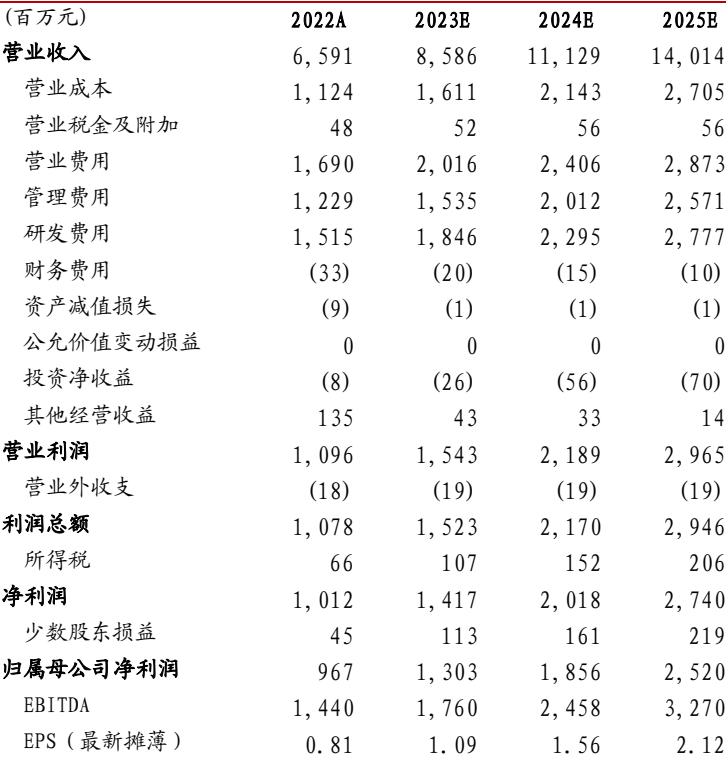 (百万元) 2022A 2023E 2024E 2025E
营业收入 6,591 8,586 11,129 14,014
营业成本 1,124 1,611 2,143 2,705
营业税金及附加 48 52 56 56
营业费用 1,690 2,016 2,406 2,873
管理费用 1,229 1,535 2,012 2,571
研发费用 1,515 1,846 2,295 2,777
财务费用 (33) (20) (15) (10)
资产减值损失 (9) (1) (1) (1)
公允价值变动损益 0 0 0 0
投资净收益 (8) (26) (56) (70)
其他经营收益 135 43 33 14
营业利润 1,096 1,543 2,189 2,965
营业外收支 (18) (19) (19) (19)
利润总额 1,078 1,523 2,170 2,946
所得税 66 107 152 206
净利润 1,012 1,417 2,018 2,740
少数股东损益 45 113 161 219
归属母公司净利润 967 1,303 1,856 2,520
EBITDA 1,440 1,760 2,458 3,270
EPS（最新摊薄） 0.81 1.09 1.56 2.12